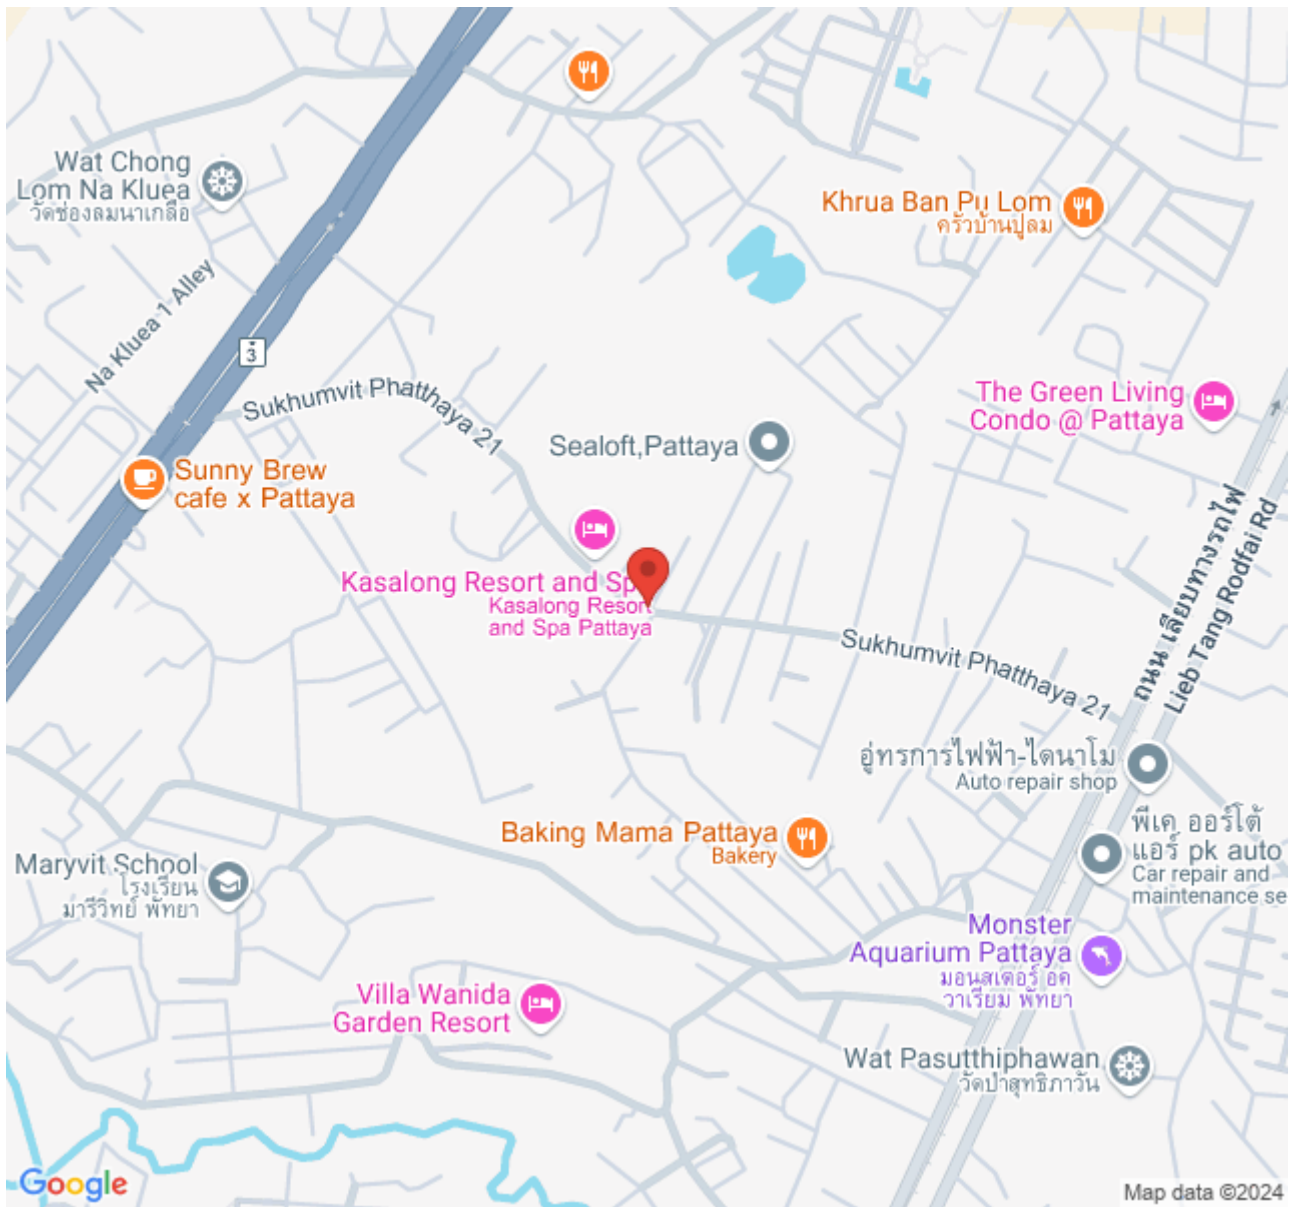 Wat Chong
Lom Na Kluea
วัดช่องลมนาเกลือ
Khrua Ban Pu Lom
ครัวบ้านปูลม
Na Kluea 1 Alley
3
Sukhumvit Phatthaya 21
The Green Living
Condo @ Pattaya
Sealoft,Pattaya
Sunny Brew
cafe x Pattaya
Kasalong Resort and Sp
Kasalong Resort
and Spa Pattaya
ถนน เลียบทางรถไฟ
Lieb Tang Rodfai Rd
Sukhumvit Phatthaya 21
อู่ทรการไฟฟ้า-ไดนาโม
Auto repair shop
Baking Mama Pattaya
Bakery
พีเค ออร์โต้
แอร์ pk auto
Car repair and
maintenance se
Maryvit School
โรงเรียน
มารีวิทย์ พัทยา
Monster
Aquarium Pattaya
มอนสเตอร์ อค
วาเรียม พัทยา
Villa Wanida
Garden Resort
Wat Pasutthiphawan
วัดป่าสุทธิภาวัน
Google
Map data ©2024